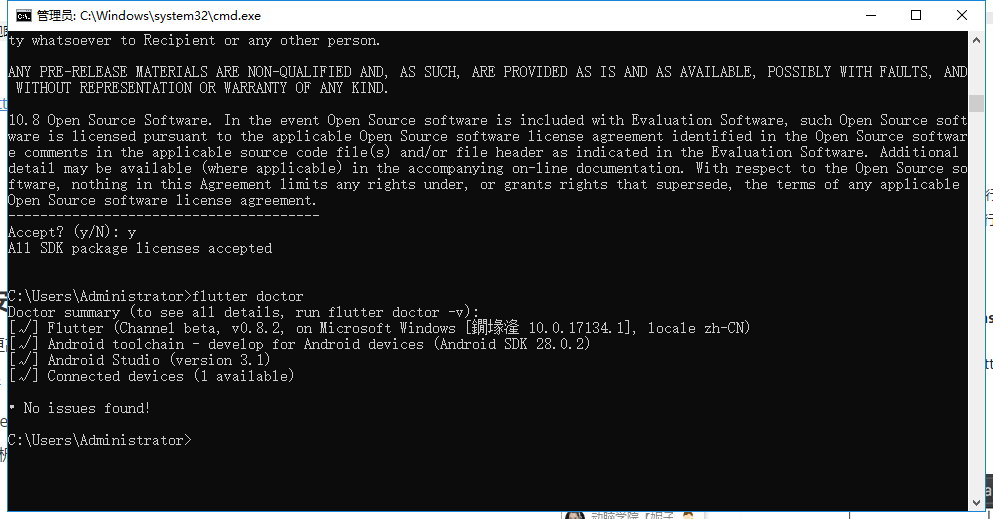 管理员: C:\Windows\system32\cmd.exe
ty whatsoever to Recipient or any other person.
ANY PRE-RELEASE MATERIALS ARE NON-QUALIFIED AND, AS SUCH, ARE PROVIDED AS IS AND AS AVAILABLE, POSSIBLY WITH FAULTS, AND
WITHOUT REPRESENTATION OR WARRANTY OF ANY KIND.
10.8 Open Source Software. In the event Open Source software is included with Evaluation Software, such Open Source soft
ware is licensed pursuant to the applicable Open Source software license agreement identified in the Open Source softwar
e comments in the applicable source code file(s) and/or file header as indicated in the Evaluation Software. Additional
detail may be available (where applicable) in the accompanying on-line documentation. With respect to the Open Source so
ftware, nothing in this Agreement limits any rights under, or grants rights that supersede, the terms of any applicable
Open Source software license agreement.
---------------------------------------
Accept? (y/N): y
All SDK package licenses accepted
C:\Users\Administrator>flutter doctor
Doctor summary (to see all details, run flutter doctor -v):
[√] Flutter (Channel beta, v0.8.2, on Microsoft Windows [鐗堟湰 10.0.17134.1], locale zh-CN)
[√] Android toolchain - develop for Android devices (Android SDK 28.0.2)
[√] Android Studio (version 3.1)
[√] Connected devices (1 available)
• No issues found!
C:\Users\Administrator>